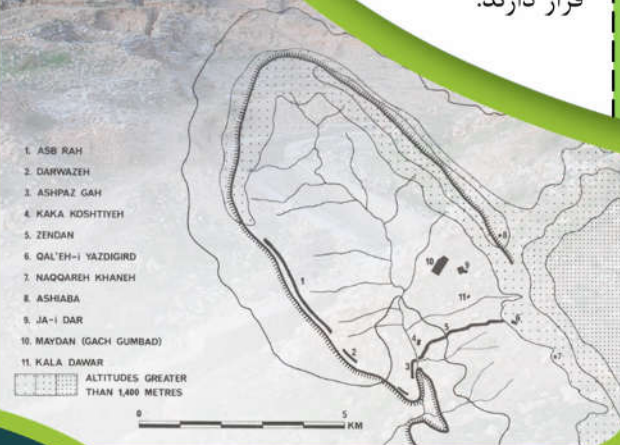 قرار دارند.
1. ASB RAH
2. DARWAZEH
3. ASHPAZ GAH
4. KAKA KOSHTIYEH
5. ZENDAN
6. QAL'EH-i YAZDIGIRD
7. NAQQAREH KHANEH
8. ASHIABA
9. JA-i DAR
10. MAYDAN (GACH GUMBAD)
11. KALA DAWAR
ALTITUDES GREATER
THAN 1,400 METRES
0 5
KM
8
10 9
11
1
5 6
4
2
3
7